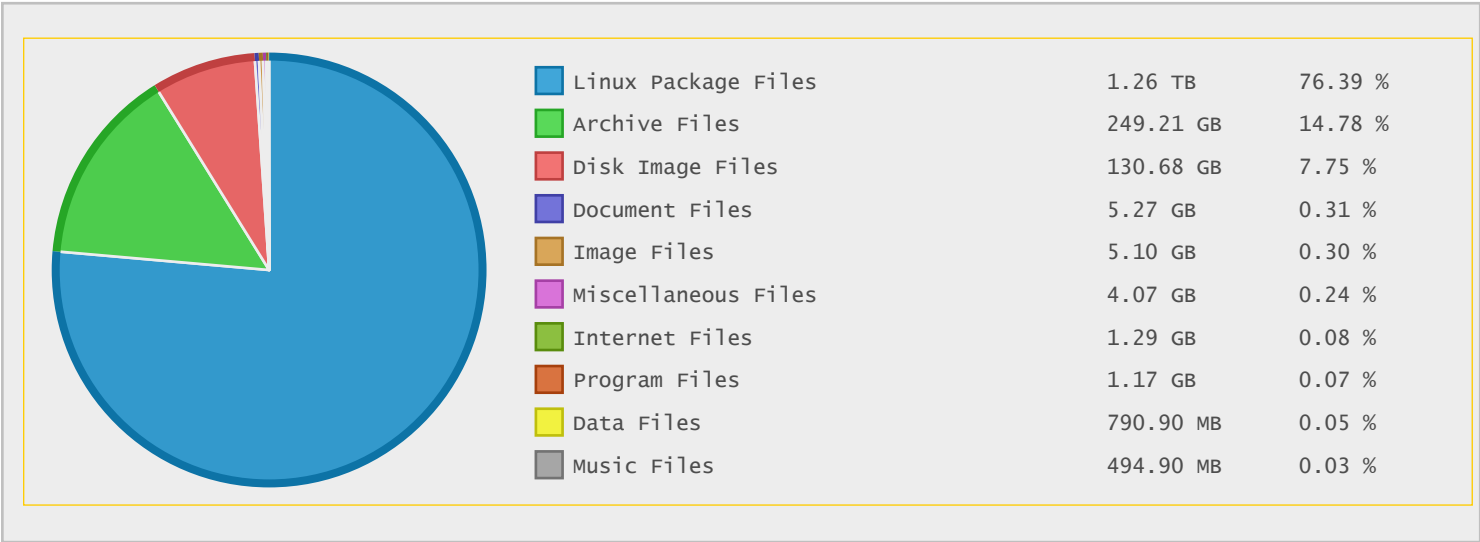 Linux Package Files 1.26 TB 76.39 %
Archive Files 249.21 GB 14.78 %
Disk Image Files 130.68 GB 7.75 %
Document Files 5.27 GB 0.31 %
Image Files 5.10 GB 0.30 %
Miscellaneous Files 4.07 GB 0.24 %
Internet Files 1.29 GB 0.08 %
Program Files 1.17 GB 0.07 %
Data Files 790.90 MB 0.05 %
Music Files 494.90 MB 0.03 %